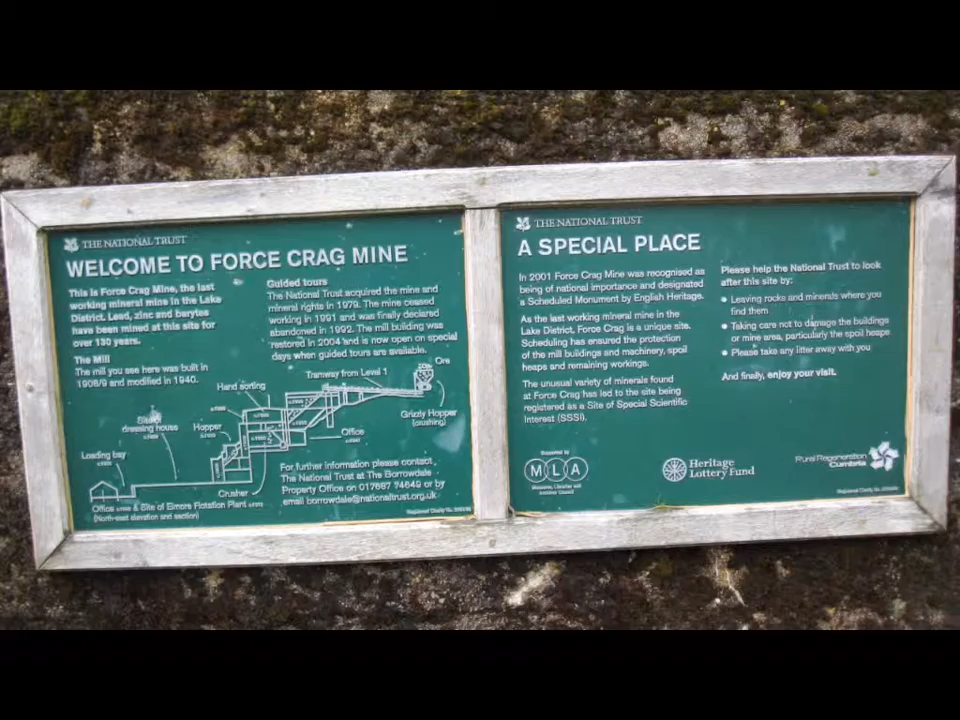 THE NATIONAL TRUST
WELCOME TO FORCE CRAG MINE
This is Force Crag Mine, the last
working mineral mine in the Lake
District. Lead, zinc and barytes
have been mined at this site for
over 130 years.
The Mill
The mill you see here was built in
1908/9 and modified in 1940.
Guided tours
The National Trust acquired the mine and
mineral rights in 1979. The mine ceased
working in 1991 and was finally declared
abandoned in 1992. The mill building was
restored in 2004 and is now open on special
days when guided tours are available.
Ore
Tramway from Level 1
Hand sorting
Grizzly Hopper
(crushing)
Site of
dressing house
Hopper
Office
Loading bay
Crusher
Office & Site of Elmore Flotation Plant
(North-east elevation and section)
For further information please contact
The National Trust at The Borrowdale
Property Office on 017687 74649 or by
email borrowdale@nationaltrust.org.uk
Registered Charity No.
THE NATIONAL TRUST
A SPECIAL PLACE
In 2001 Force Crag Mine was recognised as
being of national importance and designated
a Scheduled Monument by English Heritage.
As the last working mineral mine in the
Lake District, Force Crag is a unique site.
Scheduling has ensured the protection
of the mill buildings and machinery, spoil
heaps and remaining workings.
The unusual variety of minerals found
at Force Crag has led to the site being
registered as a Site of Special Scientific
Interest (SSSI).
Please help the National Trust to look
after this site by:
• Leaving rocks and minerals where you
find them
• Taking care not to damage the buildings
or mine area, particularly the spoil heaps
• Please take any litter away with you
And finally, enjoy your visit.
Supported by
MLA
Museums, Libraries and
Archives Council
Heritage
Lottery Fund
Rural Regeneration
Cumbria
Registered Charity No.